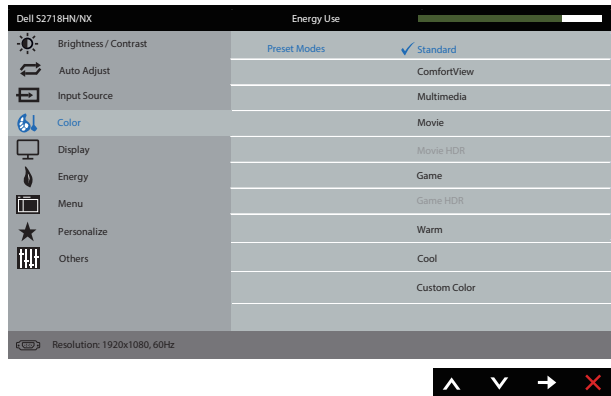 Dell S2718HN/NX Energy Use
Brightness / Contrast Preset Modes Standard
Auto Adjust ComfortView
Input Source Multimedia
Color Movie
Display Movie HDR
Energy Game
Menu Game HDR
Personalize Warm
Others Cool
Custom Color
Resolution: 1920x1080, 60Hz